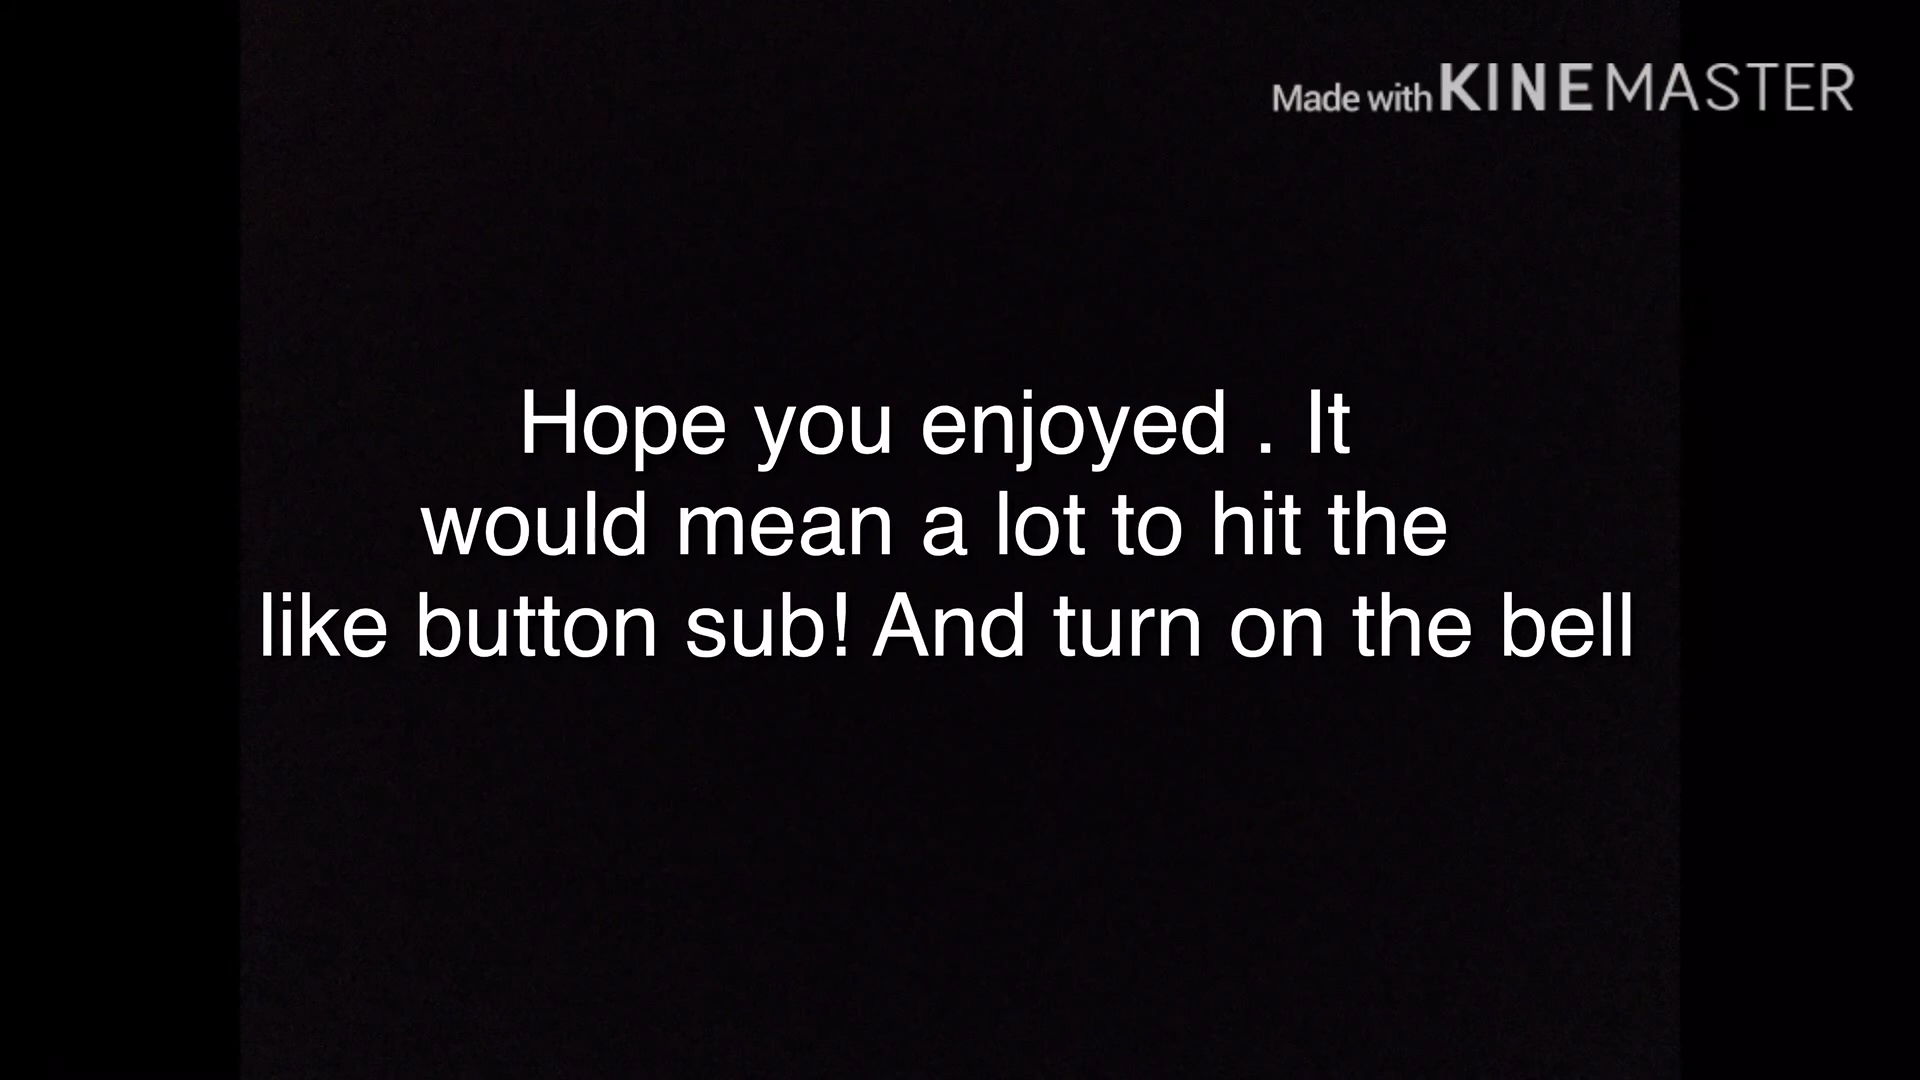 Made with KINEMASTER
Hope you enjoyed . It
would mean a lot to hit the
like button sub! And turn on the bell